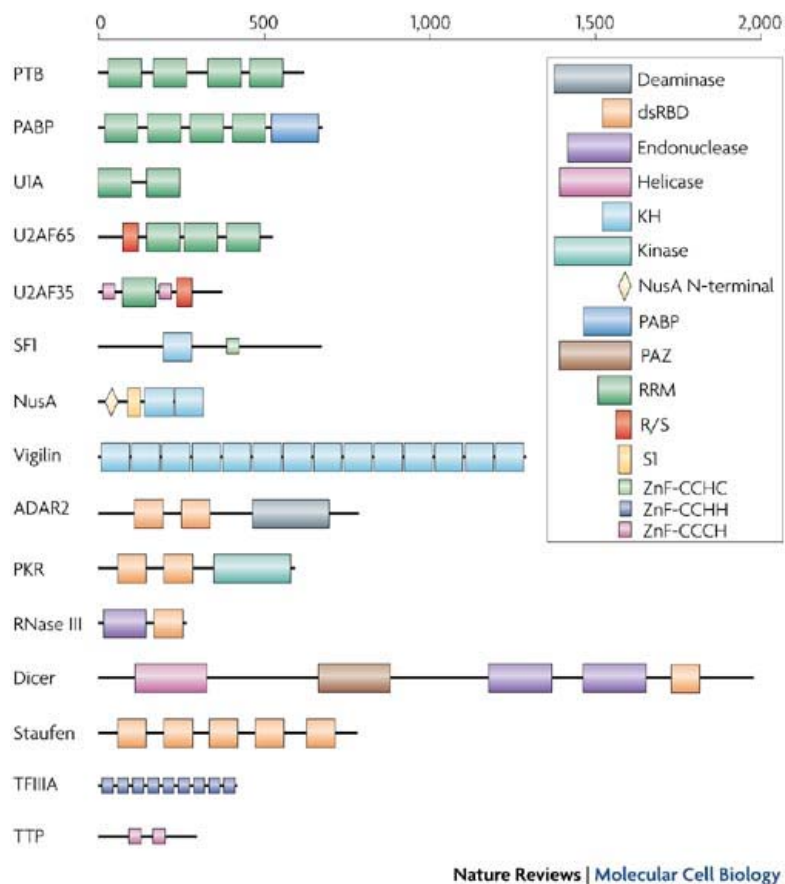 0 500 1,000 1,500 2,000
PTB
PABP
U1A
U2AF65
U2AF35
SF1
NusA
Vigilin
ADAR2
PKR
RNase III
Dicer
Staufen
TFIIIA
TTP
Deaminase
dsRBD
Endonuclease
Helicase
KH
Kinase
NusA N-terminal
PABP
PAZ
RRM
R/S
S1
ZnF-CCHC
ZnF-CCHH
ZnF-CCCH
Nature Reviews | Molecular Cell Biology